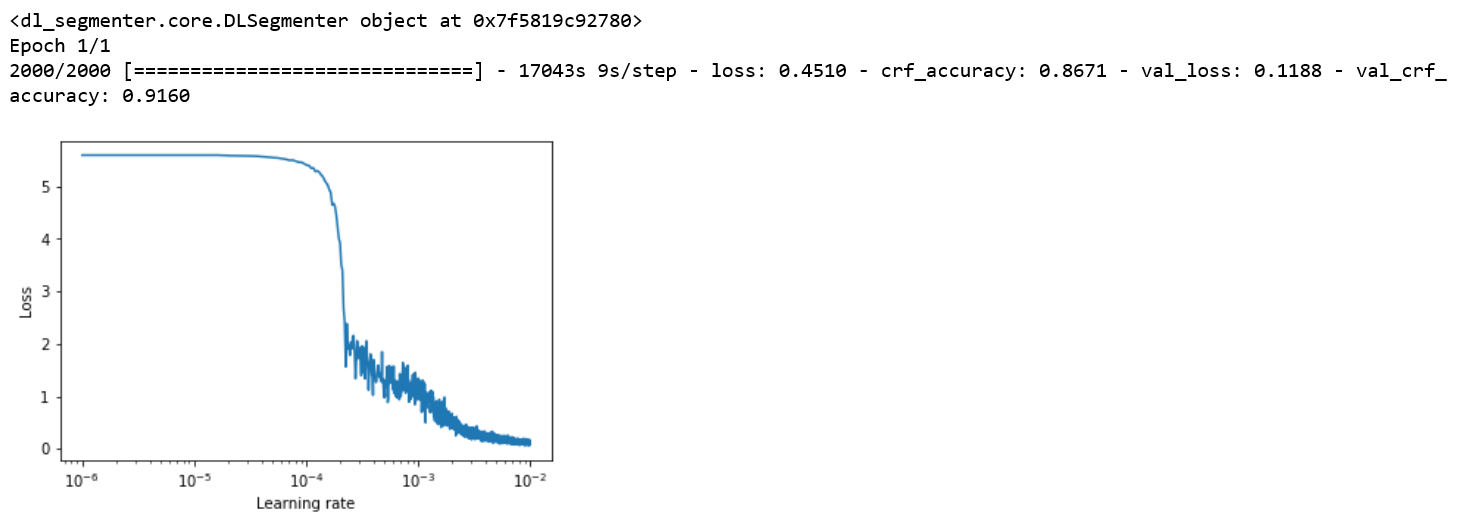 <dl_segmenter.core.DLSegmenter object at 0x7f5819c92780>
Epoch 1/1
2000/2000 [==============================] - 17043s 9s/step - loss: 0.4510 - crf_accuracy: 0.8671 - val_loss: 0.1188 - val_crf_
accuracy: 0.9160
5
4
3
2
1
0
Loss
10⁻⁶ 10⁻⁵ 10⁻⁴ 10⁻³ 10⁻²
Learning rate